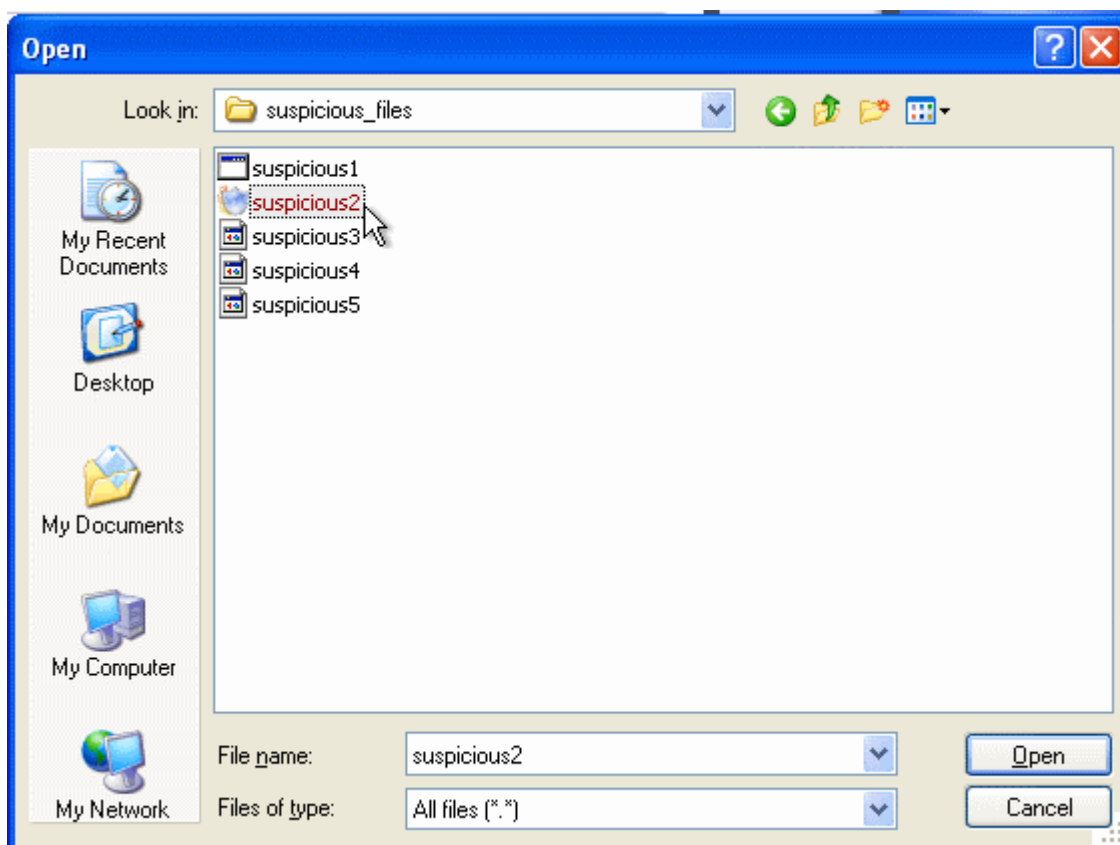 Open
Look in:
suspicious_files
suspicious1
suspicious2
suspicious3
suspicious4
suspicious5
My Recent
Documents
Desktop
My Documents
My Computer
My Network
File name:
suspicious2
Open
Files of type:
All files (*.*)
Cancel